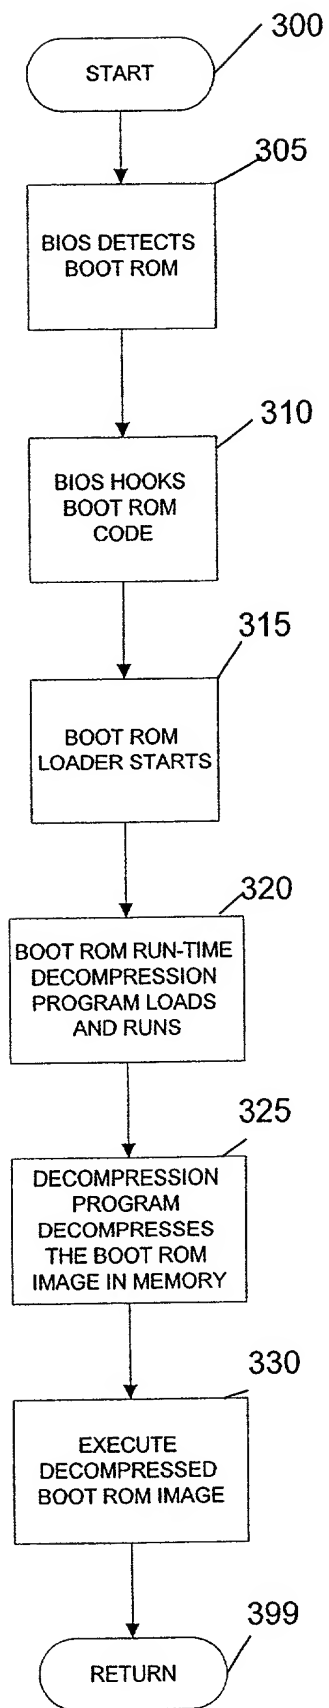 300
START
305
BIOS DETECTS
BOOT ROM
310
BIOS HOOKS
BOOT ROM
CODE
315
BOOT ROM
LOADER STARTS
320
BOOT ROM RUN-TIME
DECOMPRESSION
PROGRAM LOADS
AND RUNS
325
DECOMPRESSION
PROGRAM
DECOMPRESSES
THE BOOT ROM
IMAGE IN MEMORY
330
EXECUTE
DECOMPRESSED
BOOT ROM IMAGE
399
RETURN